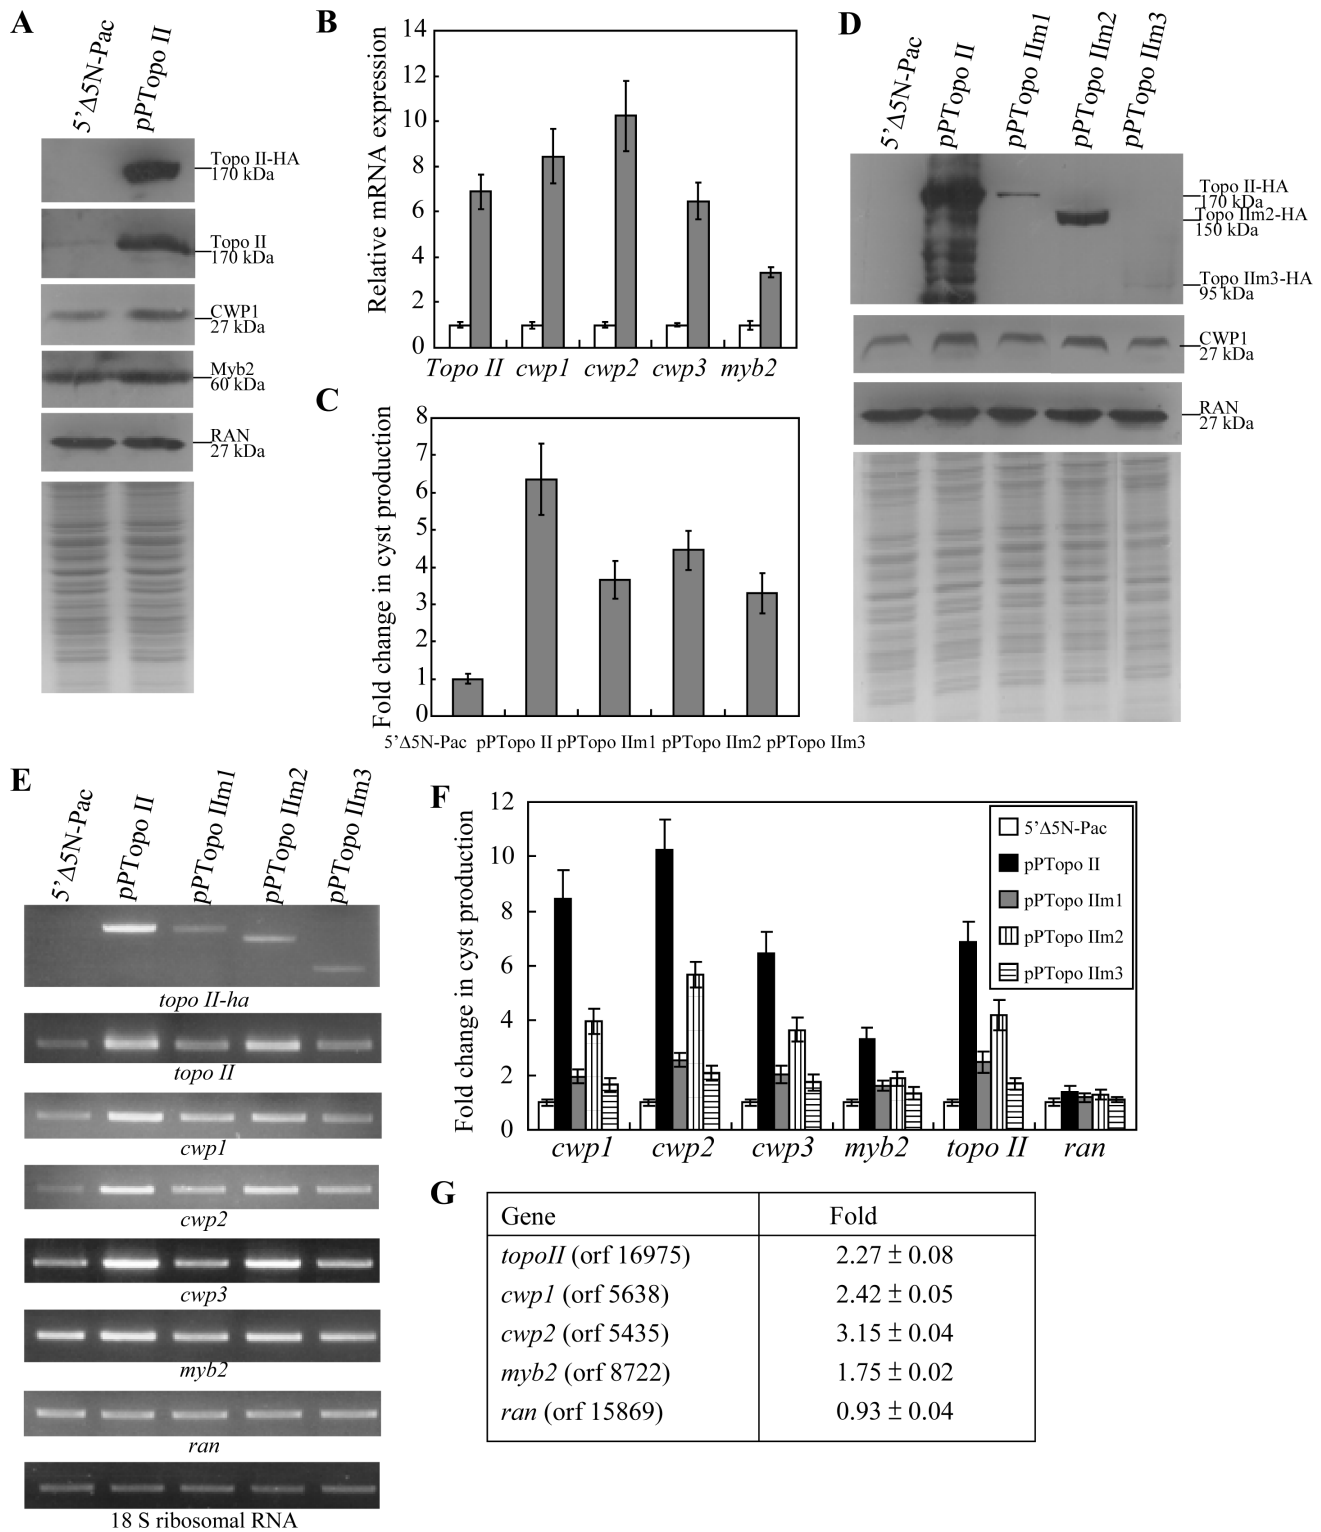 A
5'Δ5N-Pac
pPTopo II
Topo II-HA
170 kDa
Topo II
170 kDa
CWP1
27 kDa
Myb2
60 kDa
RAN
27 kDa
B
Relative mRNA expression
14
12
10
8
6
4
2
0
Topo II cwp1 cwp2 cwp3 myb2
C
Fold change in cyst production
8
7
6
5
4
3
2
1
0
5'Δ5N-Pac pPTopo II pPTopo IIm1 pPTopo IIm2 pPTopo IIm3
D
5'Δ5N-Pac
pPTopo II
pPTopo IIm1
pPTopo IIm2
pPTopo IIm3
Topo II-HA
170 kDa
Topo IIm2-HA
150 kDa
Topo IIm3-HA
95 kDa
CWP1
27 kDa
RAN
27 kDa
E
5'Δ5N-Pac
pPTopo II
pPTopo IIm1
pPTopo IIm2
pPTopo IIm3
topo II-ha
topo II
cwp1
cwp2
cwp3
myb2
ran
18 S ribosomal RNA
F
Fold change in cyst production
12
10
8
6
4
2
0
5'Δ5N-Pac
pPTopo II
pPTopo IIm1
pPTopo IIm2
pPTopo IIm3
cwp1 cwp2 cwp3 myb2 topo II ran
G
Gene Fold
topoII (orf 16975) 2.27 ± 0.08
cwp1 (orf 5638) 2.42 ± 0.05
cwp2 (orf 5435) 3.15 ± 0.04
myb2 (orf 8722) 1.75 ± 0.02
ran (orf 15869) 0.93 ± 0.04